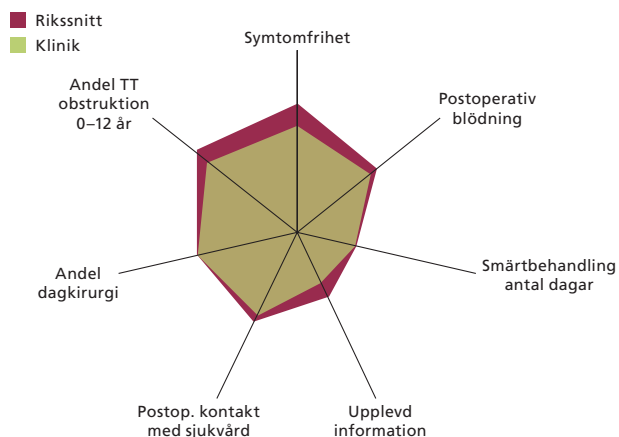 Rikssnitt
Klinik
Symtomfrihet
Andel TT
obstruktion
0–12 år
Postoperativ
blödning
Andel
dagkirurgi
Smärtbehandling
antal dagar
Postop. kontakt
med sjukvård
Upplevd
information